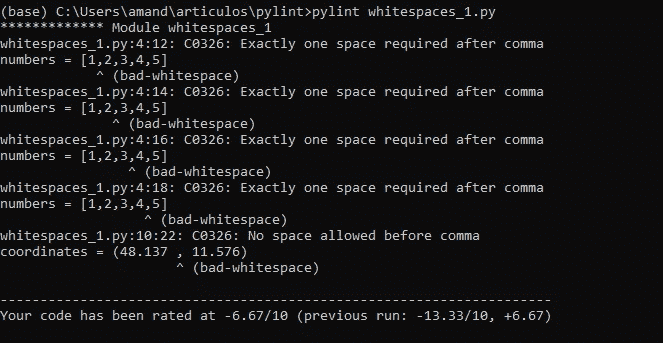 (base) C:\Users\amand\articulos\pylint>pylint whitespaces_1.py
************* Module whitespaces_1
whitespaces_1.py:4:12: C0326: Exactly one space required after comma
numbers = [1,2,3,4,5]
            ^ (bad-whitespace)
whitespaces_1.py:4:14: C0326: Exactly one space required after comma
numbers = [1,2,3,4,5]
              ^ (bad-whitespace)
whitespaces_1.py:4:16: C0326: Exactly one space required after comma
numbers = [1,2,3,4,5]
                ^ (bad-whitespace)
whitespaces_1.py:4:18: C0326: Exactly one space required after comma
numbers = [1,2,3,4,5]
                  ^ (bad-whitespace)
whitespaces_1.py:10:22: C0326: No space allowed before comma
coordinates = (48.137 , 11.576)
                      ^ (bad-whitespace)
---------------------------------------------------------------------
Your code has been rated at -6.67/10 (previous run: -13.33/10, +6.67)